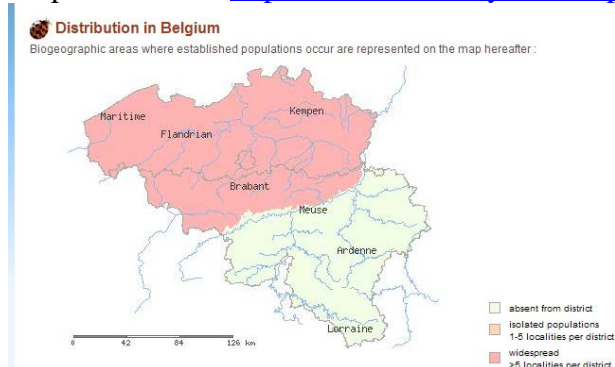 Distribution in Belgium
Biogeographic areas where established populations occur are represented on the map hereafter :
Maritime
Kempen
Flandrian
Brabant
Meuse
Ardenne
Lorraine
absent from district
isolated populations
1-5 localities per district
widespread
>5 localities per district
0 42 84 126 km